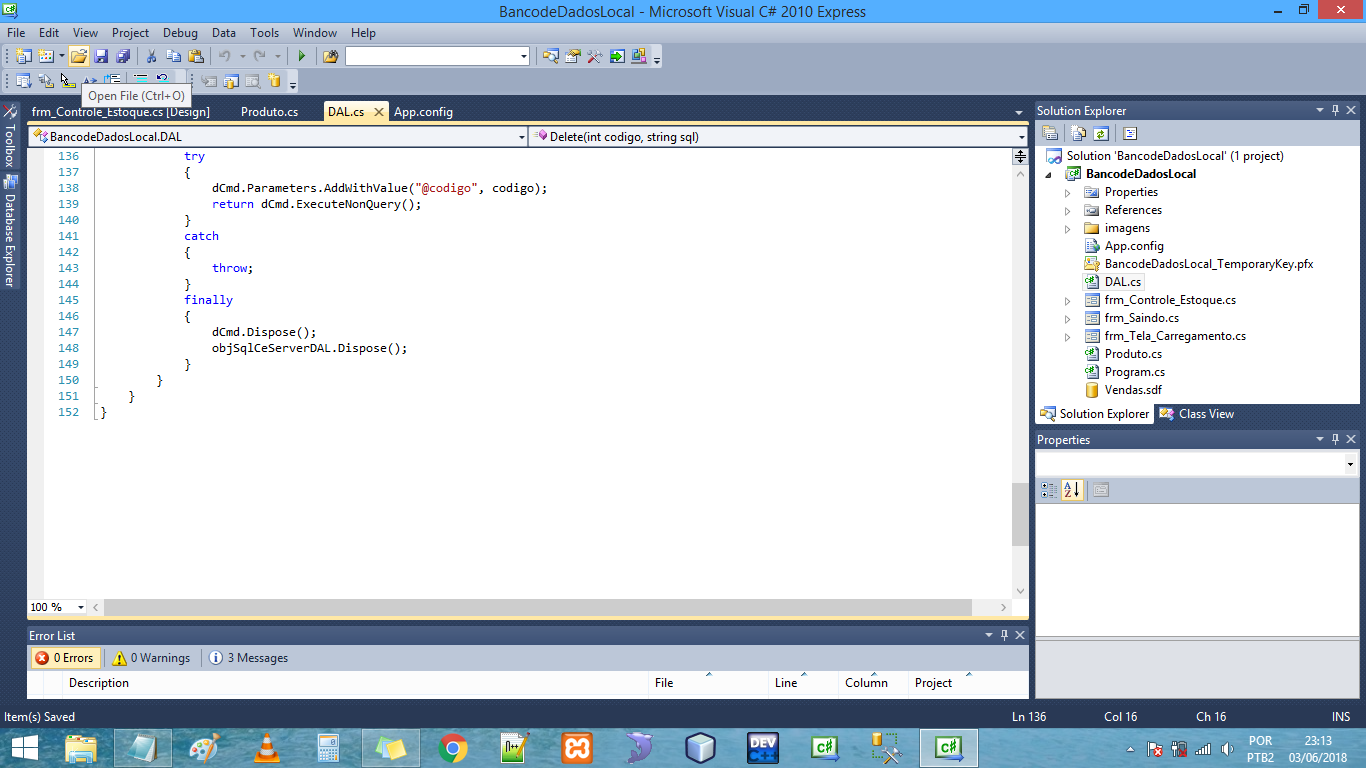 BancodeDadosLocal - Microsoft Visual C# 2010 Express
File Edit View Project Debug Data Tools Window Help
Open File (Ctrl+O)
frm_Controle_Estoque.cs [Design] Produto.cs DAL.cs App.config
BancodeDadosLocal.DAL Delete(int codigo, string sql)
Toolbox
Database Explorer
136 try
137 {
138 dCmd.Parameters.AddWithValue("@codigo", codigo);
139 return dCmd.ExecuteNonQuery();
140 }
141 catch
142 {
143 throw;
144 }
145 finally
146 {
147 dCmd.Dispose();
148 objSqlCeServerDAL.Dispose();
149 }
150 }
151 }
152 }
100 %
Solution Explorer
Solution 'BancodeDadosLocal' (1 project)
BancodeDadosLocal
Properties
References
imagens
App.config
BancodeDadosLocal_TemporaryKey.pfx
DAL.cs
frm_Controle_Estoque.cs
frm_Saindo.cs
frm_Tela_Carregamento.cs
Produto.cs
Program.cs
Vendas.sdf
Solution Explorer Class View
Properties
Error List
0 Errors 0 Warnings 3 Messages
Description File Line Column Project
Item(s) Saved Ln 136 Col 16 Ch 16 INS
DEV C++
POR 23:13
PTB2 03/06/2018